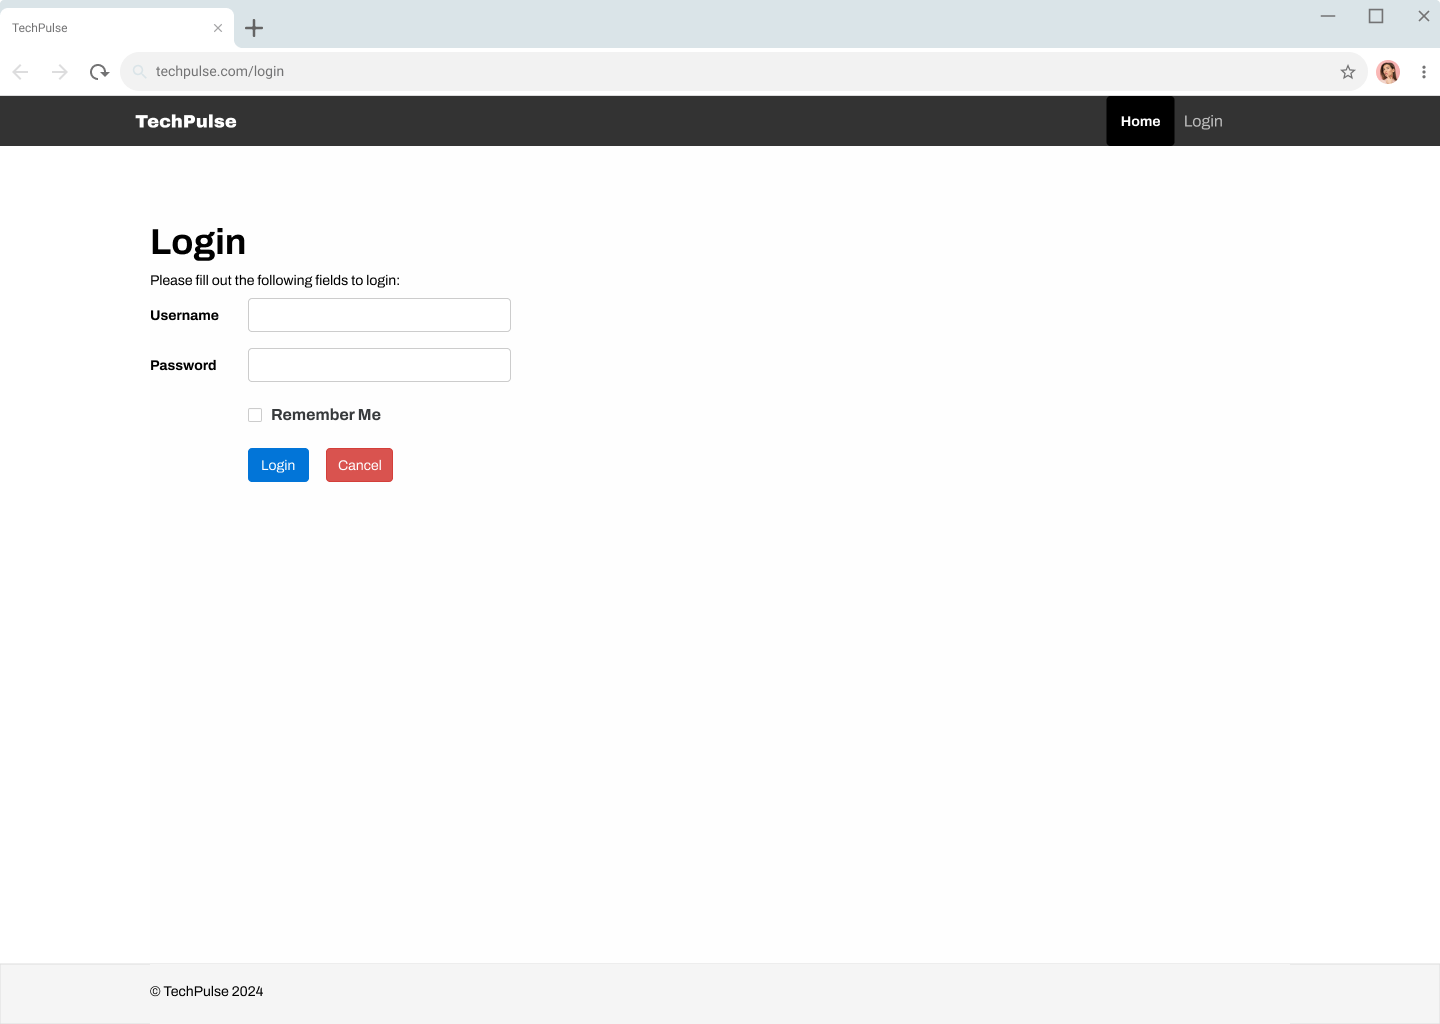 TechPulse
techpulse.com/login
TechPulse Home Login
Login
Please fill out the following fields to login:
Username
Password
Remember Me
Login Cancel
© TechPulse 2024